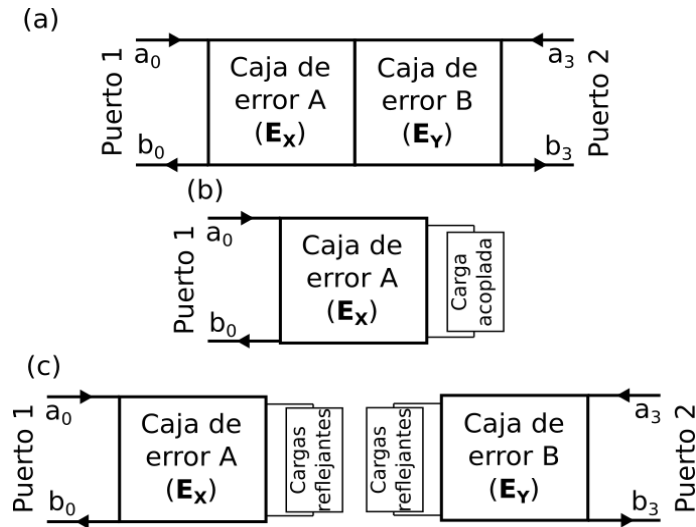 (a)
Puerto 1
a0
b0
Caja de
error A
(EX)
Caja de
error B
(EY)
a3
b3
Puerto 2
(b)
Puerto 1
a0
b0
Caja de
error A
(EX)
Carga
acoplada
(c)
Puerto 1
a0
b0
Caja de
error A
(EX)
Cargas
reflejantes
Cargas
reflejantes
Caja de
error B
(EY)
a3
b3
Puerto 2